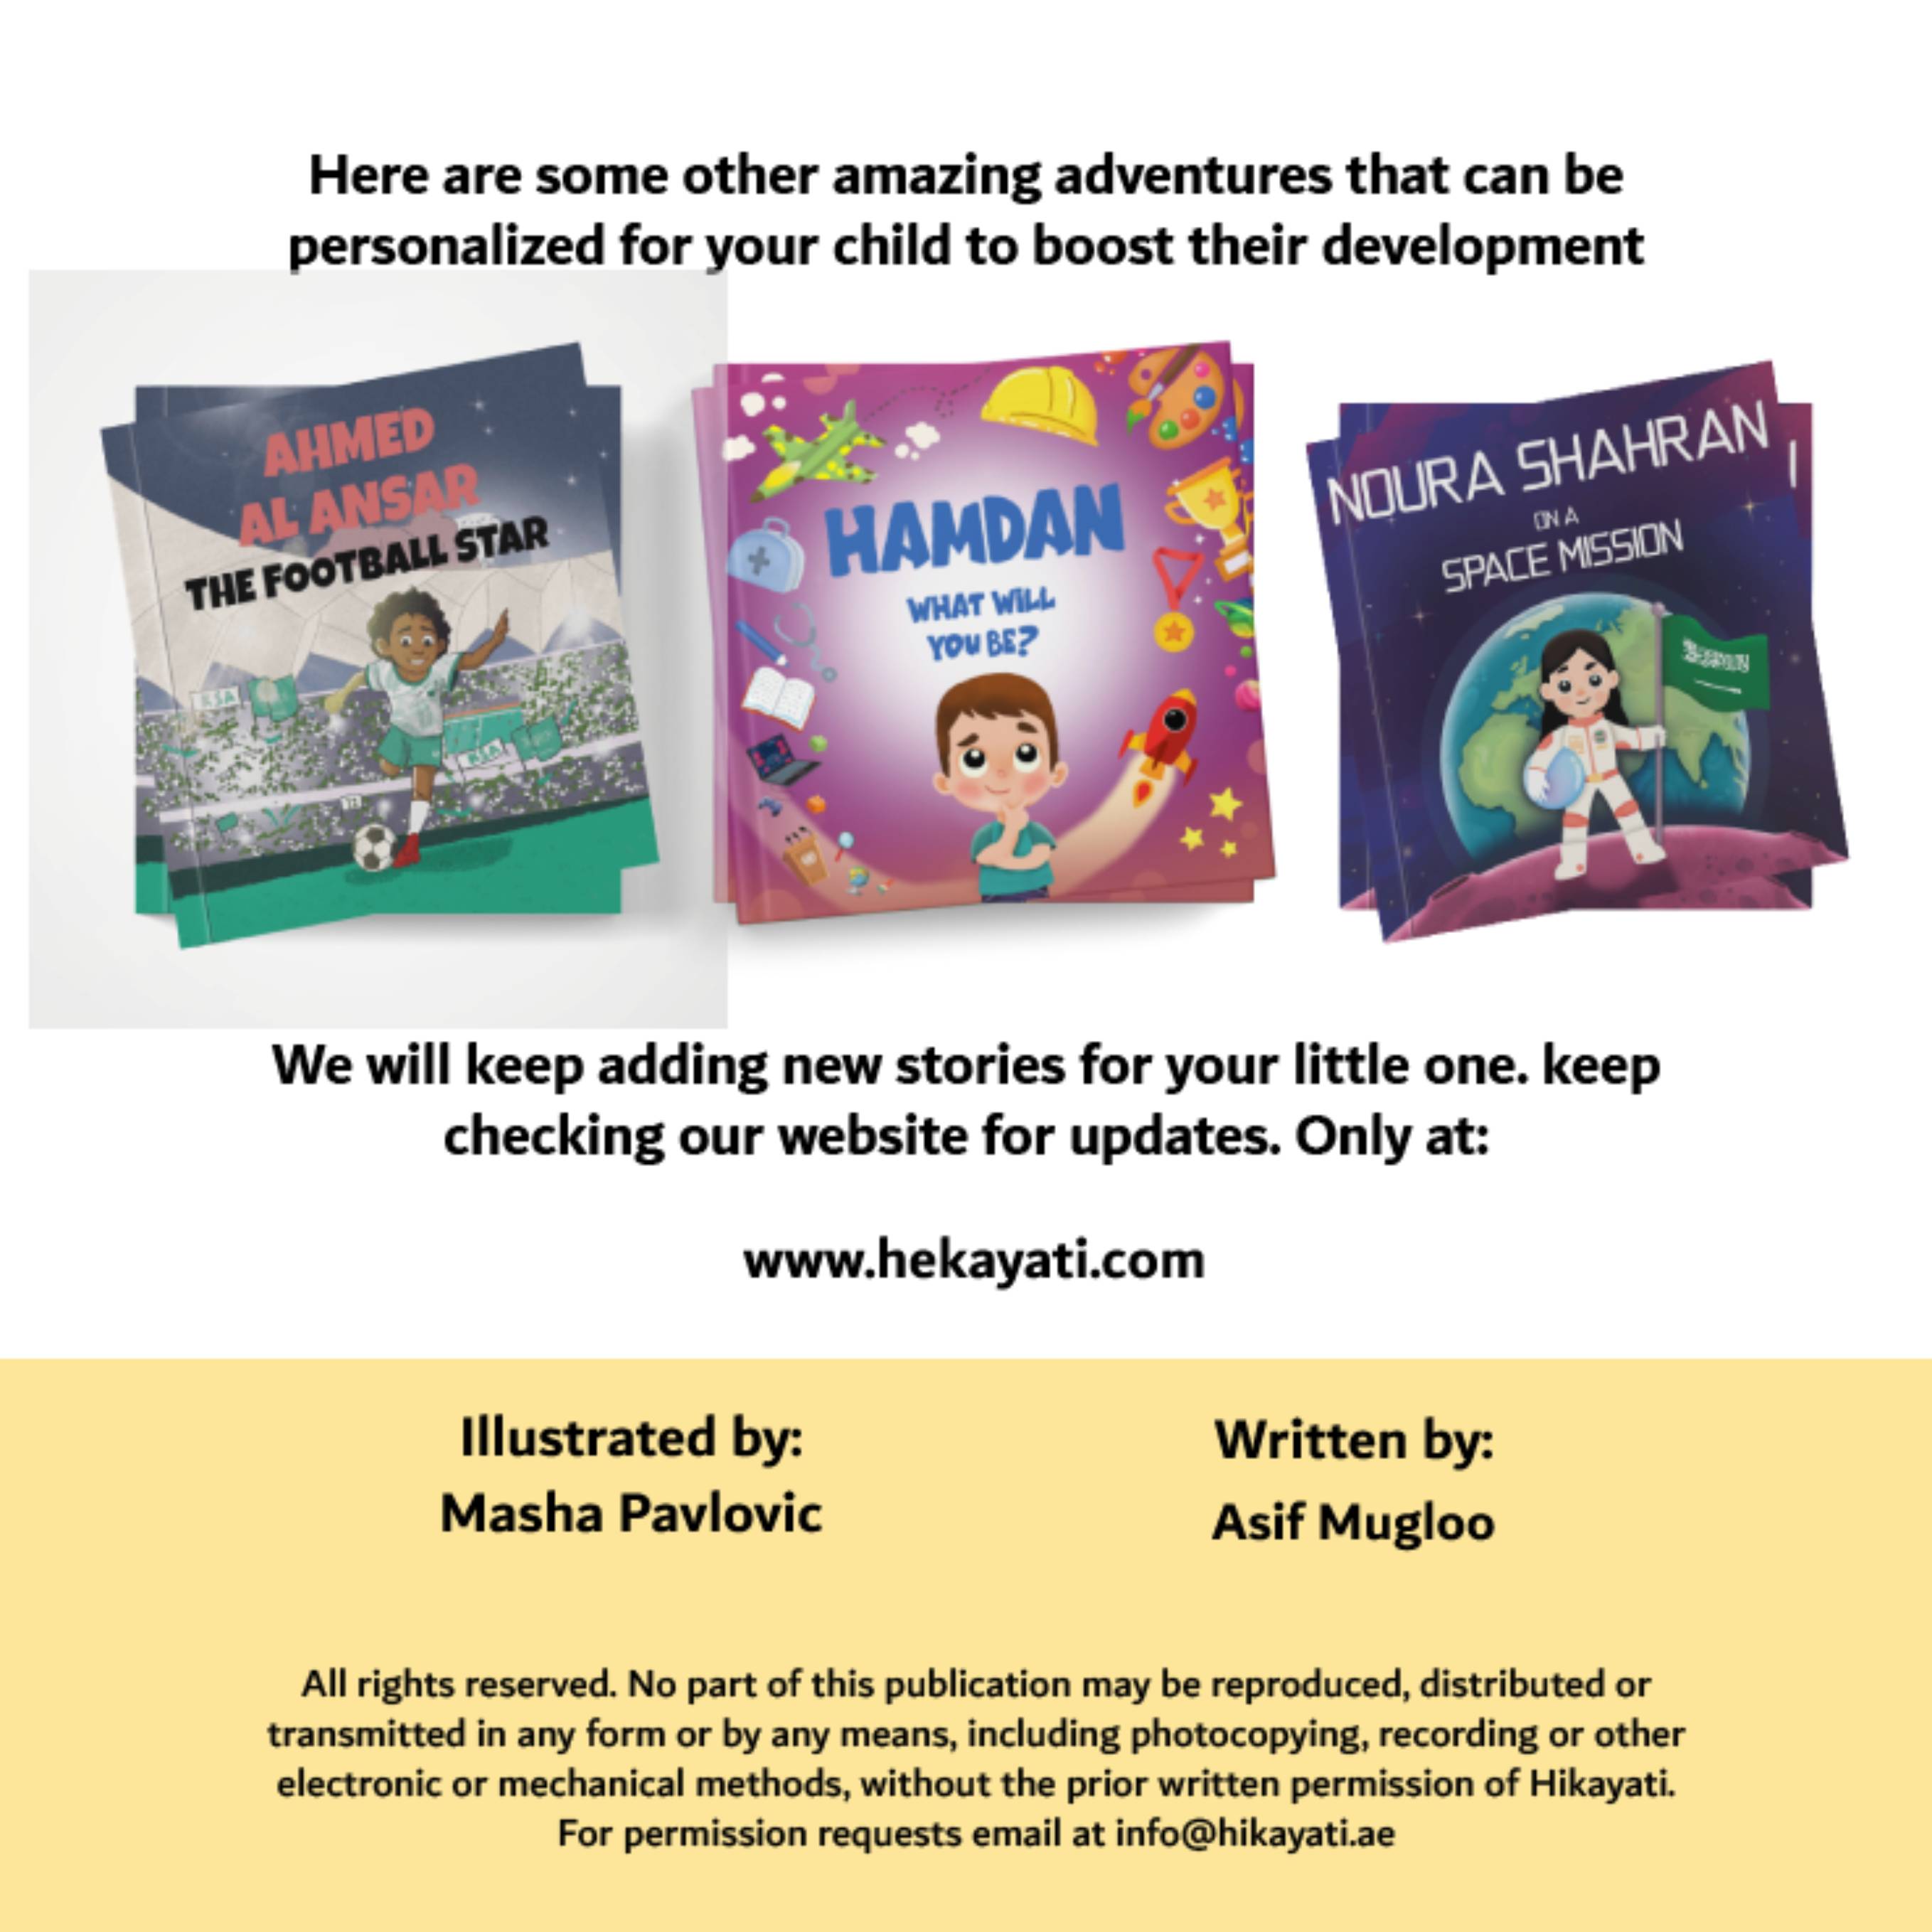 Here are some other amazing adventures that can be
personalized for your child to boost their development
AHMED
AL ANSAR
THE FOOTBALL STAR
KSA
KSA
HAMDAN
WHAT WILL
YOU BE?
NOURA SHAHRAN
ON A
SPACE MISSION
We will keep adding new stories for your little one. keep
checking our website for updates. Only at:
www.hekayati.com
Illustrated by:
Masha Pavlovic
Written by:
Asif Mugloo
All rights reserved. No part of this publication may be reproduced, distributed or
transmitted in any form or by any means, including photocopying, recording or other
electronic or mechanical methods, without the prior written permission of Hikayati.
For permission requests email at info@hikayati.ae